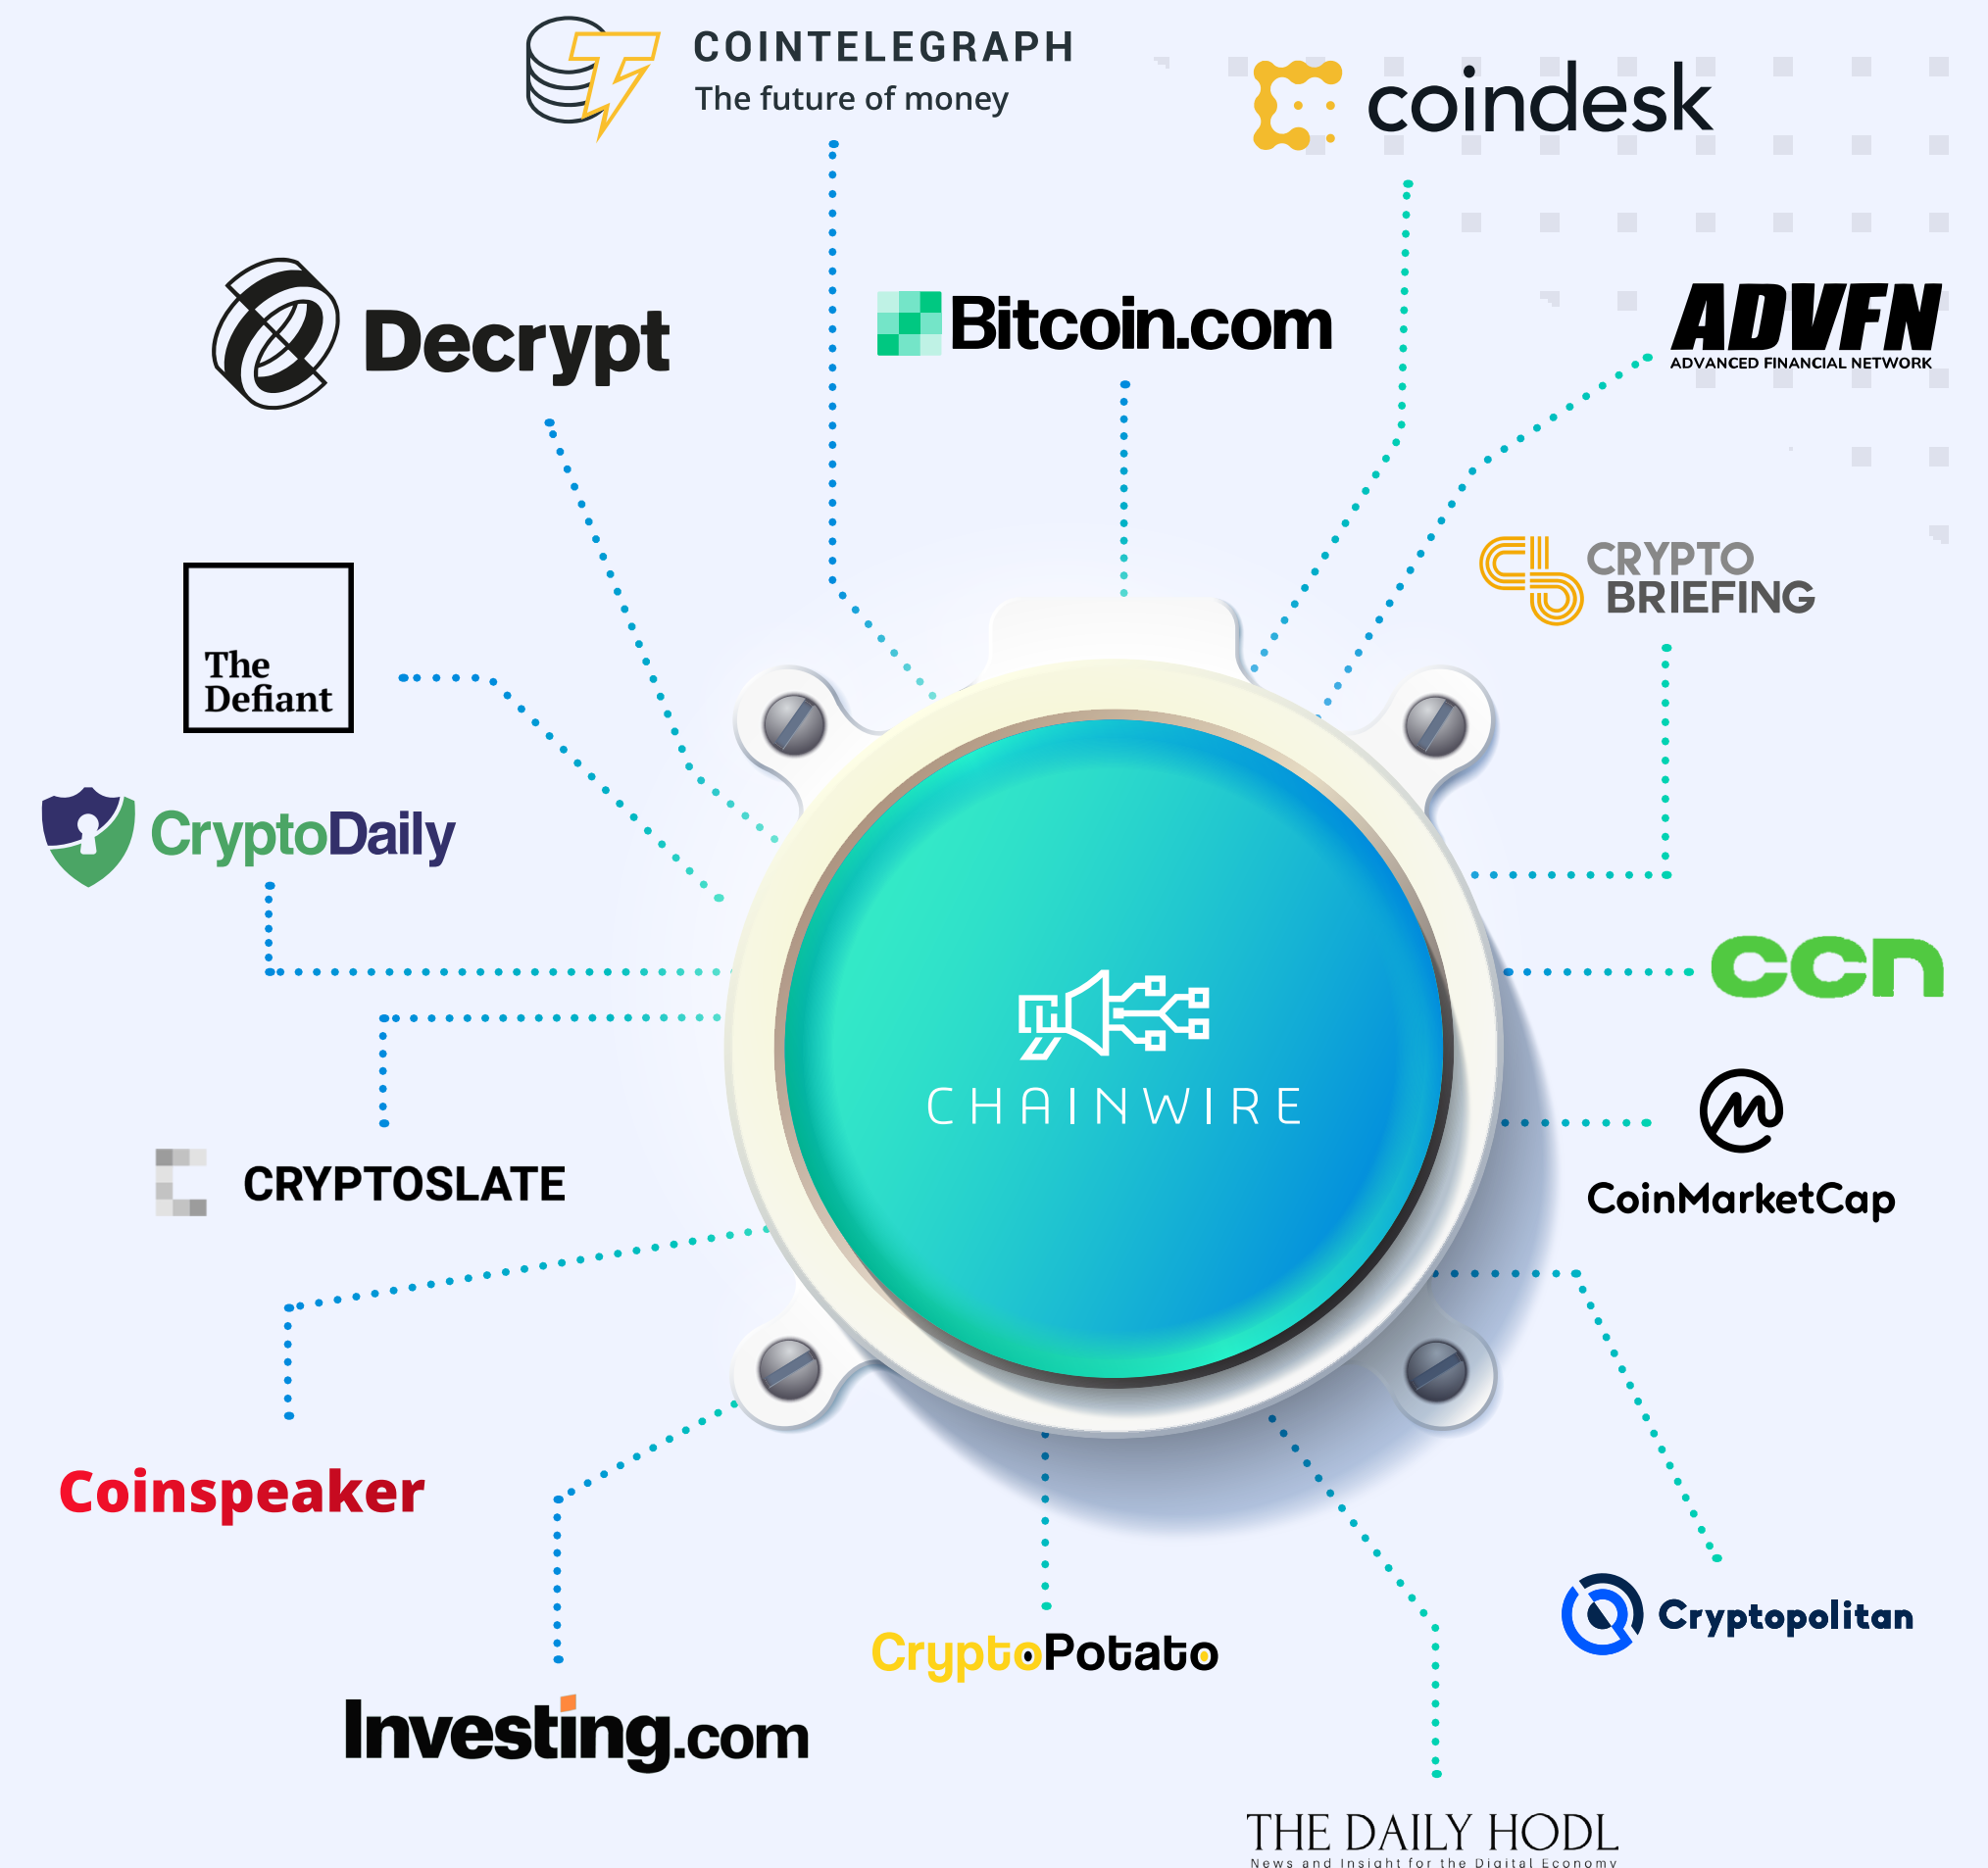 COINTELEGRAPH
The future of money
coindesk
Decrypt
Bitcoin.com
ADVFN
ADVANCED FINANCIAL NETWORK
CRYPTO
BRIEFING
The
Defiant
CryptoDaily
ccn
CHAINWIRE
CoinMarketCap
CRYPTOSLATE
Coinspeaker
Cryptopolitan
CryptoPotato
Investing.com
THE DAILY HODL
News and Insight for the Digital Economy